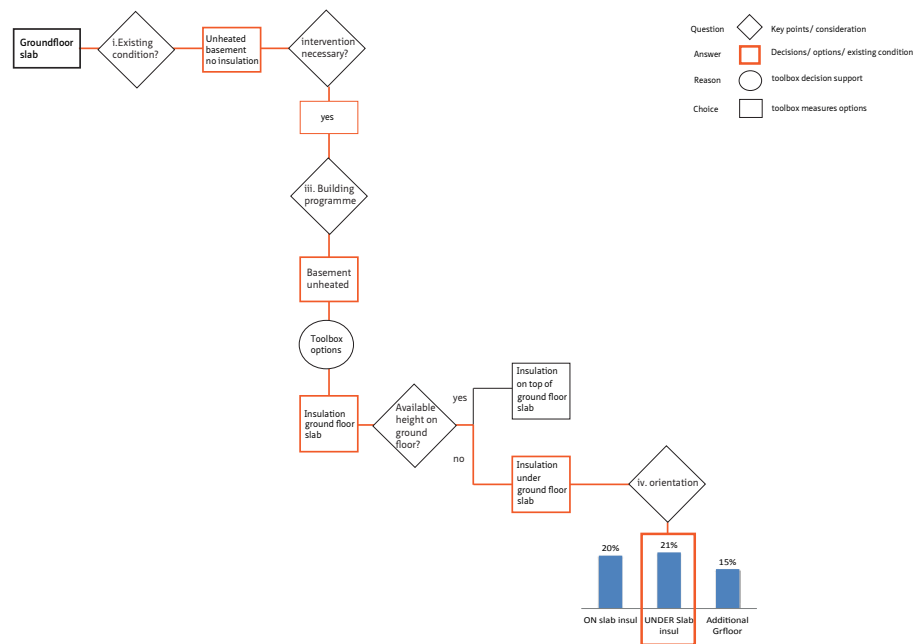 Groundfloor
slab
i.Existing
condition?
Unheated
basement
no insulation
intervention
necessary?
Question
Key points/ consideration
Answer
Decisions/ options/ existing condition
Reason
toolbox decision support
Choice
toolbox measures options
yes
iii. Building
programme
Basement
unheated
Toolbox
options
Insulation
ground floor
slab
Available
height on
ground
floor?
yes
no
Insulation
on top of
ground floor
slab
Insulation
under
ground floor
slab
iv. orientation
20%
21%
15%
ON slab insul
UNDER Slab
insul
Additional
Grfloor